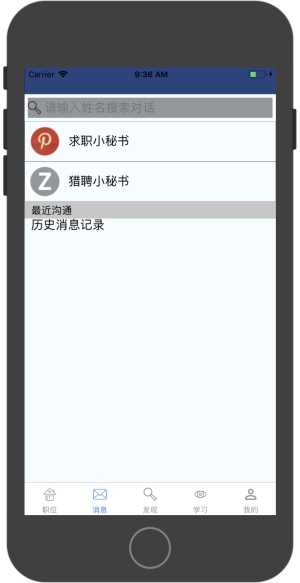 Carrier 9:36 AM
请输入姓名搜索对话
求职小秘书
Z 猎聘小秘书
最近沟通
历史消息记录
职位 消息 发现 学习 我的